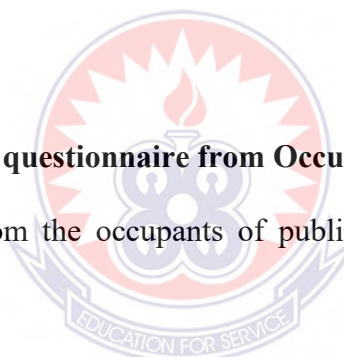 questionnaire from Occu
om the occupants of publi
EDUCATION FOR SERVICE